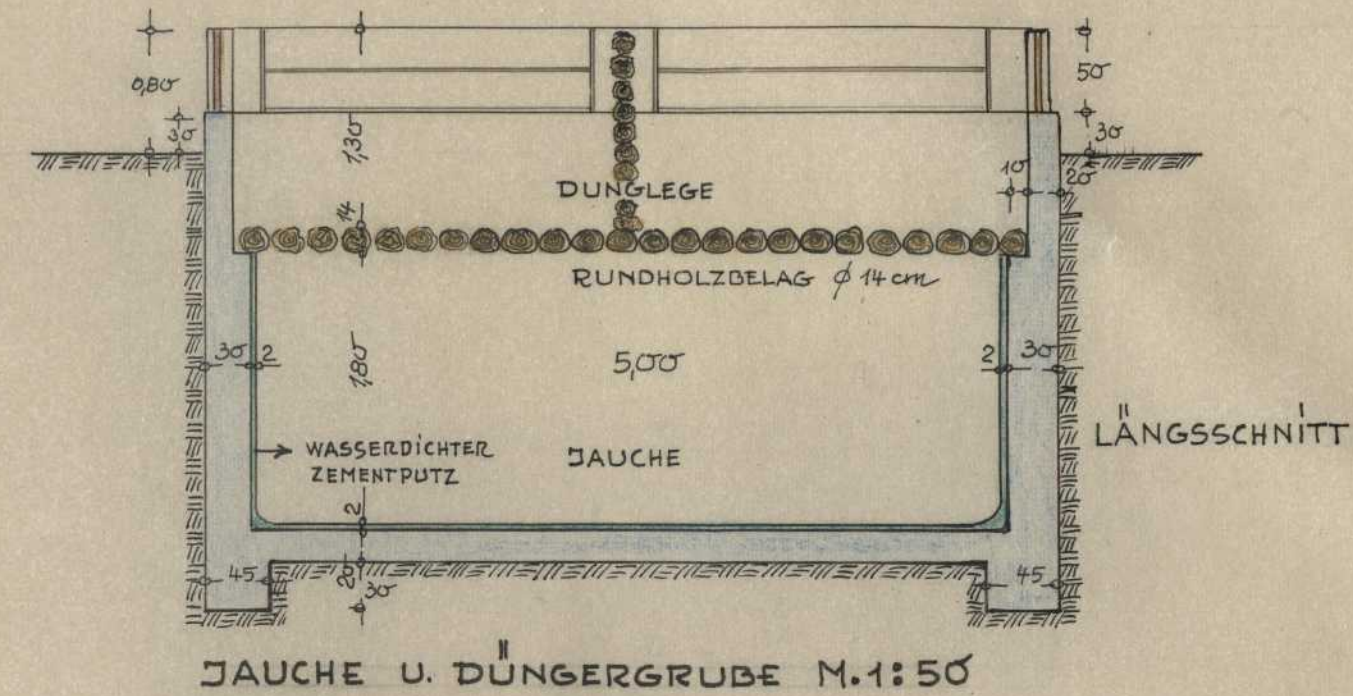 0,80
50
30
30
1,30
10
20
DUNGLEGE
14
RUNDHOLZBELAG ϕ 14 cm
30 2
1,80
5,00
2 30
LÄNGSSCHNITT
WASSERDICHTER
ZEMENTPUTZ
JAUCHE
2
45
20
30
45
JAUCHE U. DÜNGERGRUBE M. 1:50